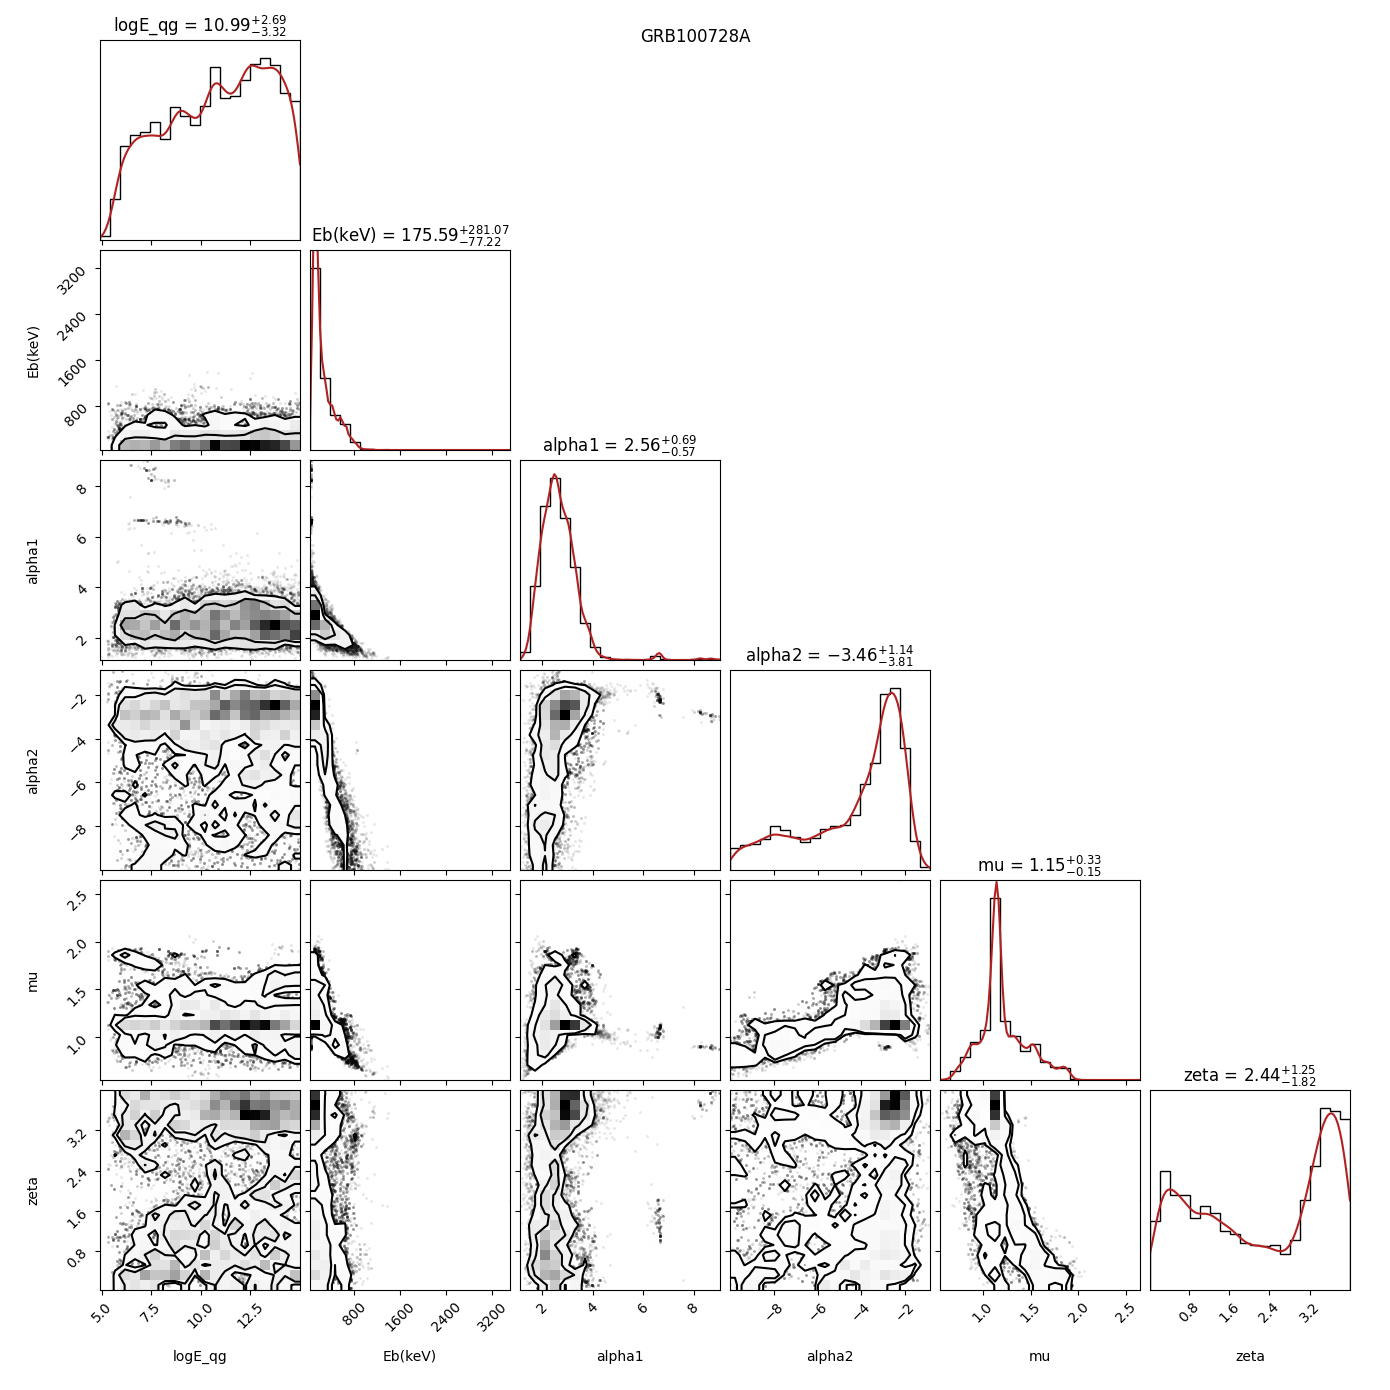 GRB100728A
logE_qg = 10.99+2.69−3.32
Eb(keV) = 175.59+281.07−77.22
3200
2400
1600
800
Eb(keV)
alpha1 = 2.56+0.69−0.57
8
6
4
2
alpha1
alpha2 = −3.46+1.14−3.81
−2
−4
−6
−8
alpha2
mu = 1.15+0.33−0.15
2.5
2.0
1.5
1.0
mu
zeta = 2.44+1.25−1.82
3.2
2.4
1.6
0.8
zeta
5.0 7.5 10.0 12.5 800 1600 2400 3200 2 4 6 8 −8 −6 −4 −2 1.0 1.5 2.0 2.5 0.8 1.6 2.4 3.2
logE_qg Eb(keV) alpha1 alpha2 mu zeta